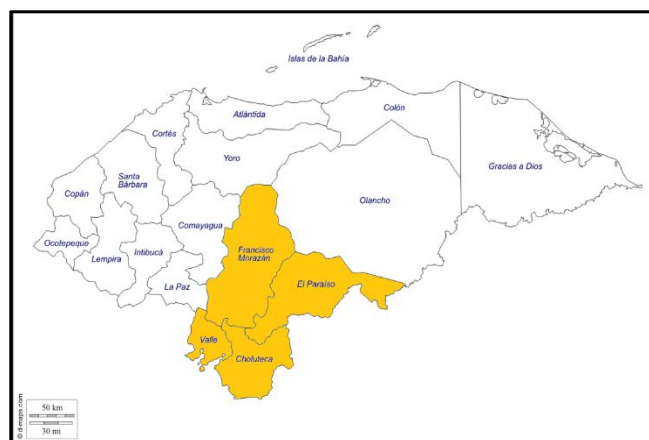 Islas de la Bahía
Atlántida
Colón
Cortés
Yoro
Gracias a Dios
Santa
Bárbara
Copán
Olancho
Comayagua
Ocotepeque
Lempira
Intibucá
Francisco
Morazán
La Paz
El Paraíso
Valle
Choluteca
50 km
30 mi
© d-maps.com